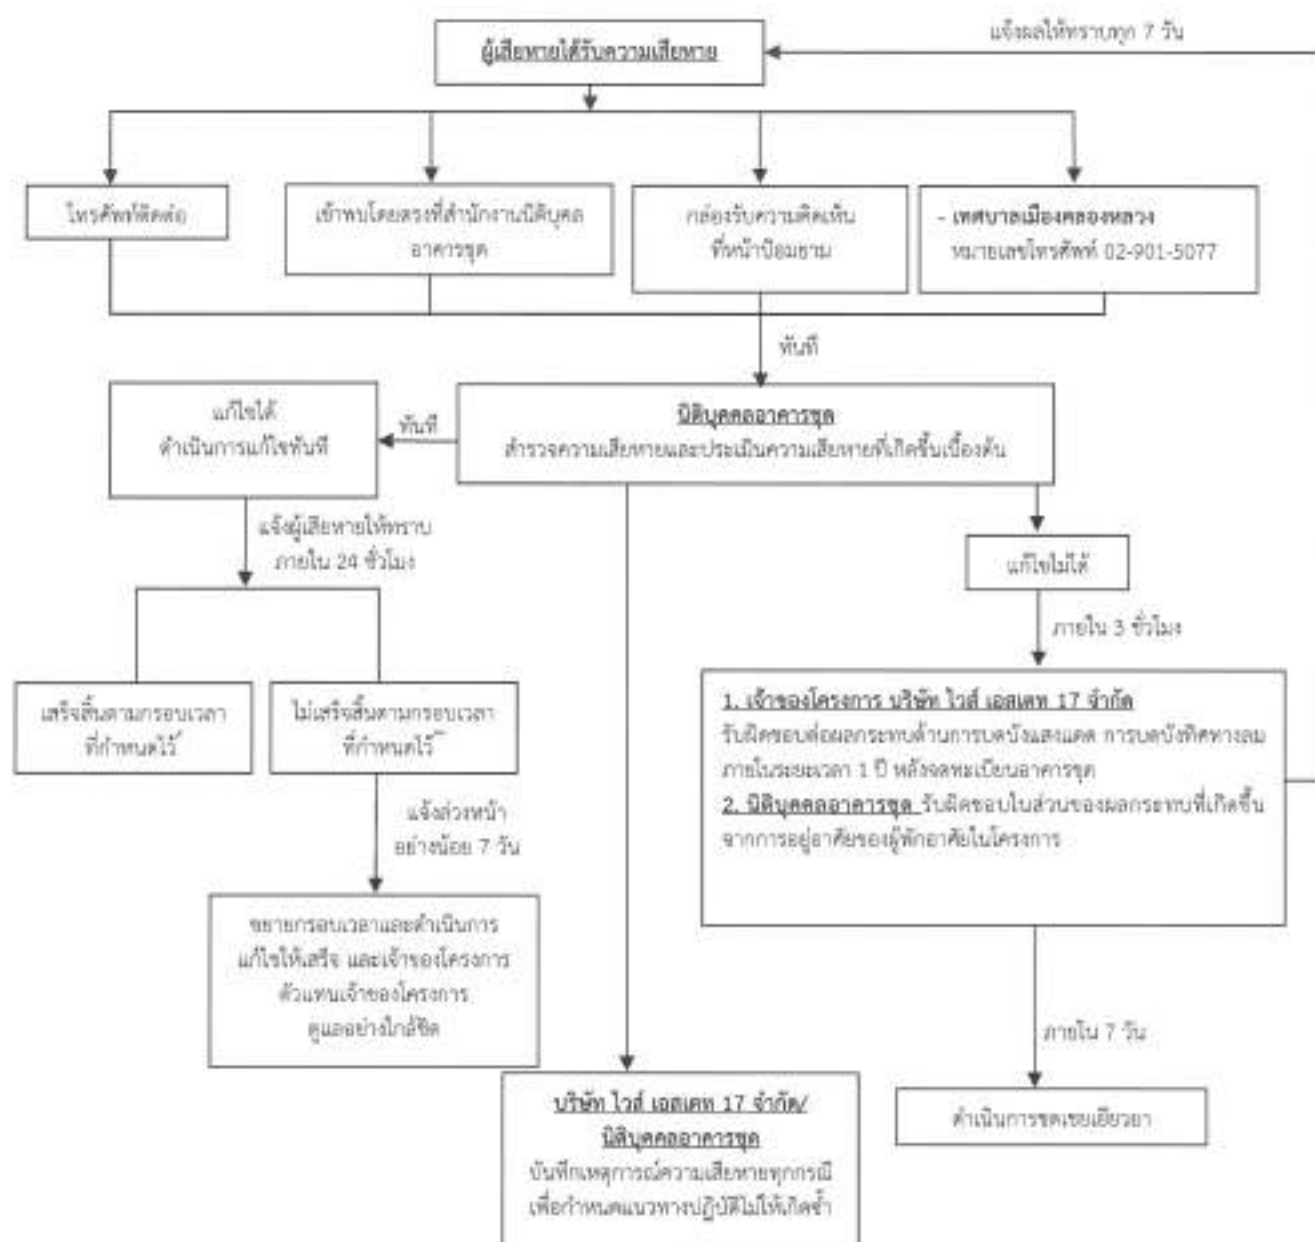 ผู้เสียหายได้รับความเสียหาย
แจ้งผลให้ทราบทุก 7 วัน
โทรศัพท์ติดต่อ
เข้าพบโดยตรงที่สำนักงานนิติบุคคล
อาคารชุด
กล่องรับความคิดเห็น
ที่หน้าป้อมยาม
- เทศบาลเมืองคลองหลวง
หมายเลขโทรศัพท์ 02-901-5077
ทันที
แก้ไขได้
ดำเนินการแก้ไขทันที
ทันที
นิติบุคคลอาคารชุด
สำรวจความเสียหายและประเมินความเสียหายที่เกิดขึ้นเบื้องต้น
แจ้งผู้เสียหายให้ทราบ
ภายใน 24 ชั่วโมง
แก้ไขไม่ได้
ภายใน 3 ชั่วโมง
เสร็จสิ้นตามกรอบเวลา
ที่กำหนดไว้
ไม่เสร็จสิ้นตามกรอบเวลา
ที่กำหนดไว้
1. เจ้าของโครงการ บริษัท ไวส์ เอสเตท 17 จำกัด
รับผิดชอบต่อผลกระทบด้านการบดบังแสงแดด การบดบังทิศทางลม
ภายในระยะเวลา 1 ปี หลังจดทะเบียนอาคารชุด
2. นิติบุคคลอาคารชุด รับผิดชอบในส่วนของผลกระทบที่เกิดขึ้น
จากการอยู่อาศัยของผู้พักอาศัยในโครงการ
แจ้งล่วงหน้า
อย่างน้อย 7 วัน
ขยายกรอบเวลาและดำเนินการ
แก้ไขให้เสร็จ และเจ้าของโครงการ
ตัวแทนเจ้าของโครงการ
ดูแลอย่างใกล้ชิด
ภายใน 7 วัน
บริษัท ไวส์ เอสเตท 17 จำกัด/
นิติบุคคลอาคารชุด
บันทึกเหตุการณ์ความเสียหายทุกกรณี
เพื่อกำหนดแนวทางปฏิบัติไม่ให้เกิดซ้ำ
ดำเนินการชดเชยเยียวยา